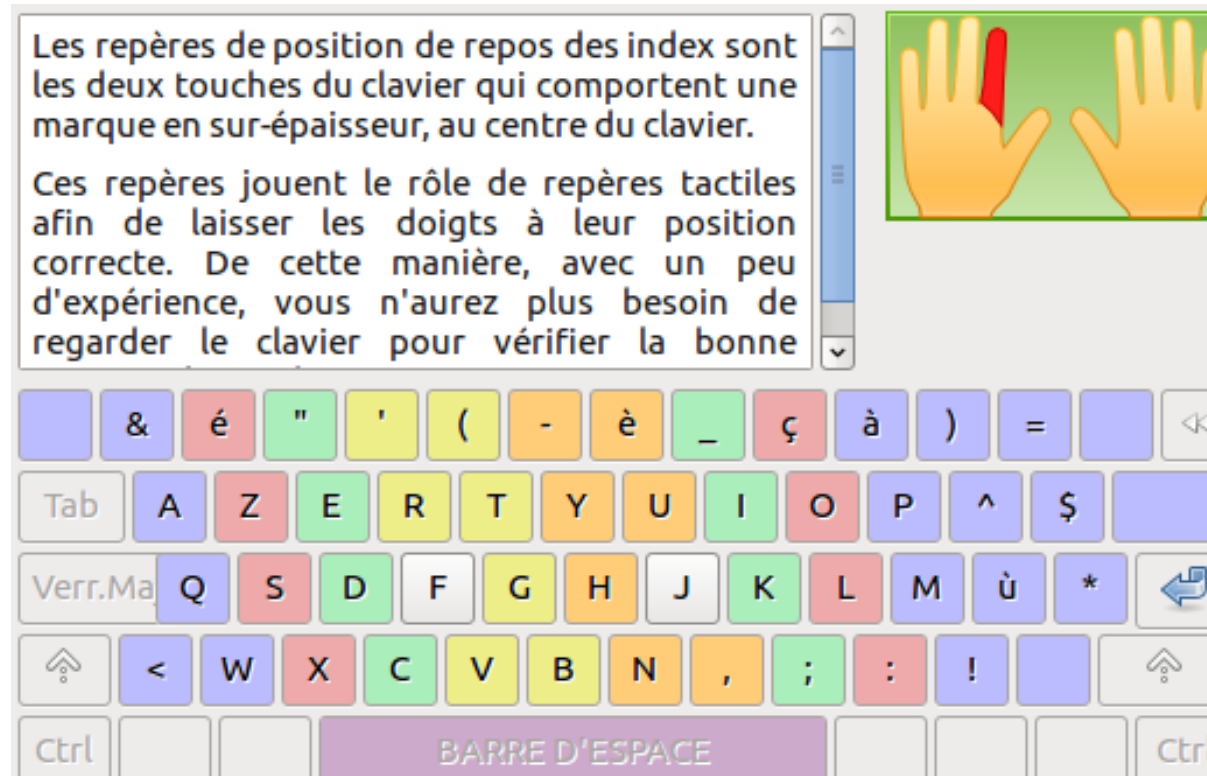 Les repères de position de repos des index sont
les deux touches du clavier qui comportent une
marque en sur-épaisseur, au centre du clavier.
Ces repères jouent le rôle de repères tactiles
afin de laisser les doigts à leur position
correcte. De cette manière, avec un peu
d'expérience, vous n'aurez plus besoin de
regarder le clavier pour vérifier la bonne
& é " ' ( - è _ ç à ) =
Tab A Z E R T Y U I O P ^ $
Verr.Ma Q S D F G H J K L M ù *
< W X C V B N , ; : !
Ctrl BARRE D'ESPACE Ctr